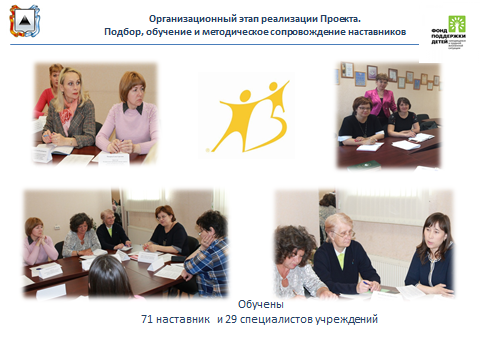 Организационный этап реализации Проекта.
Подбор, обучение и методическое сопровождение наставников
ФОНД
ПОДДЕРЖКИ
ДЕТЕЙ
Обучены
71 наставник и 29 специалистов учреждений